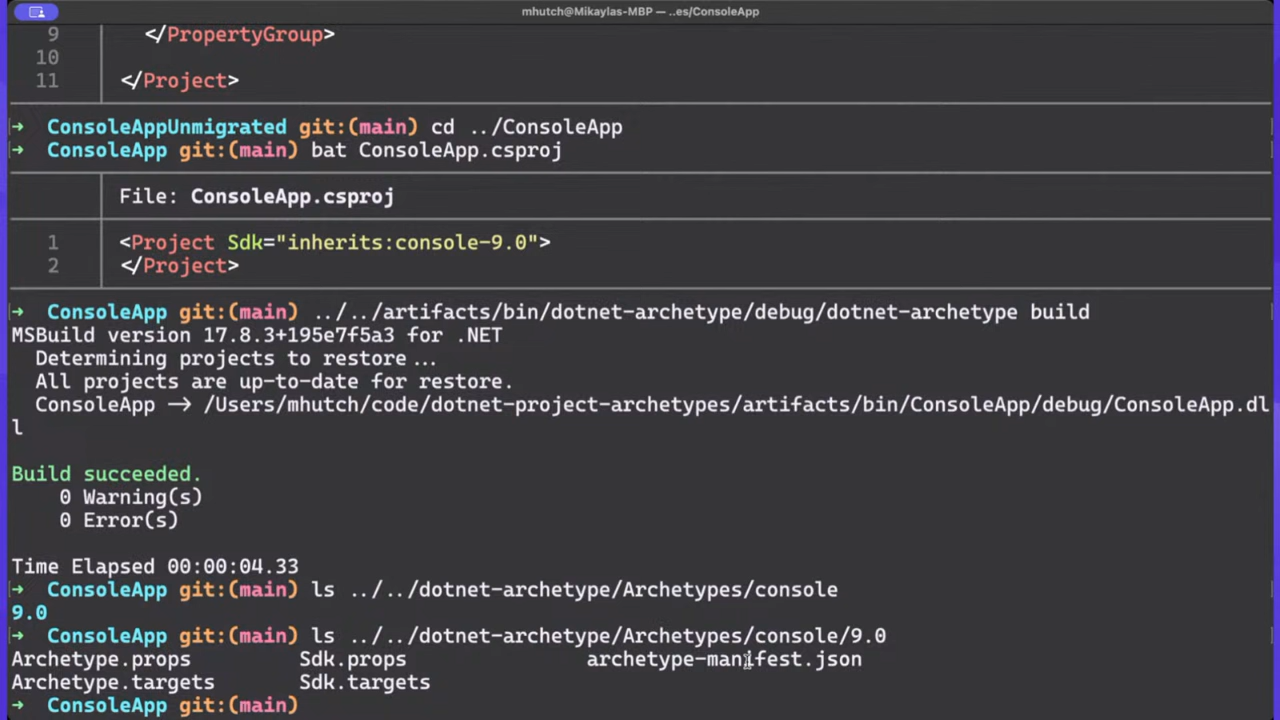 mhutch@Mikaylas-MBP — ..es/ConsoleApp
9 </PropertyGroup>
10
11 </Project>
→ ConsoleAppUnmigrated git:(main) cd ../ConsoleApp
→ ConsoleApp git:(main) bat ConsoleApp.csproj
File: ConsoleApp.csproj
1 <Project Sdk="inherits:console-9.0">
2 </Project>
→ ConsoleApp git:(main) ../../artifacts/bin/dotnet-archetype/debug/dotnet-archetype build
MSBuild version 17.8.3+195e7f5a3 for .NET
Determining projects to restore...
All projects are up-to-date for restore.
ConsoleApp -> /Users/mhutch/code/dotnet-project-archetypes/artifacts/bin/ConsoleApp/debug/ConsoleApp.dl
l
Build succeeded.
0 Warning(s)
0 Error(s)
Time Elapsed 00:00:04.33
→ ConsoleApp git:(main) ls ../../dotnet-archetype/Archetypes/console
9.0
→ ConsoleApp git:(main) ls ../../dotnet-archetype/Archetypes/console/9.0
Archetype.props Sdk.props archetype-manifest.json
Archetype.targets Sdk.targets
→ ConsoleApp git:(main)